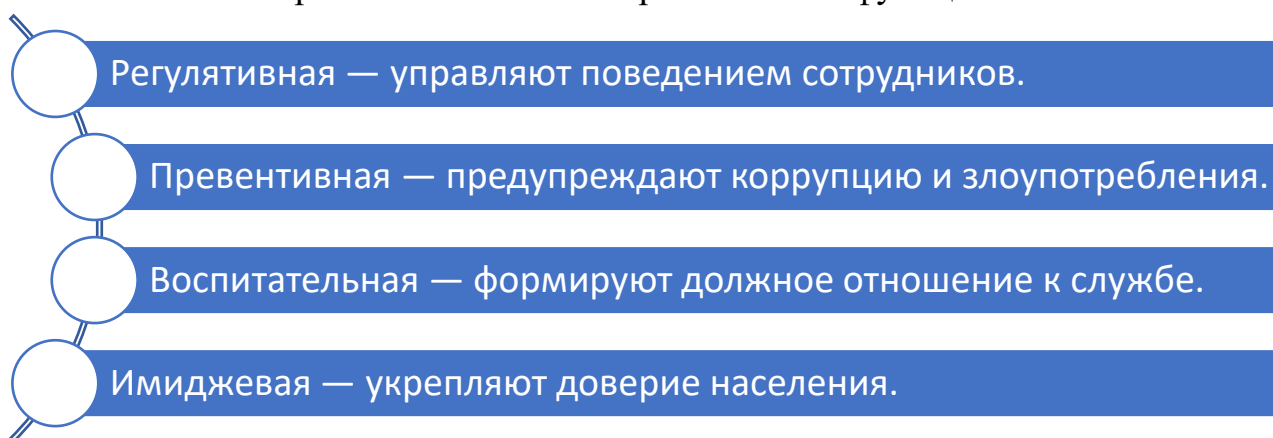 Регулятивная — управляют поведением сотрудников.
Превентивная — предупреждают коррупцию и злоупотребления.
Воспитательная — формируют должное отношение к службе.
Имиджевая — укрепляют доверие населения.